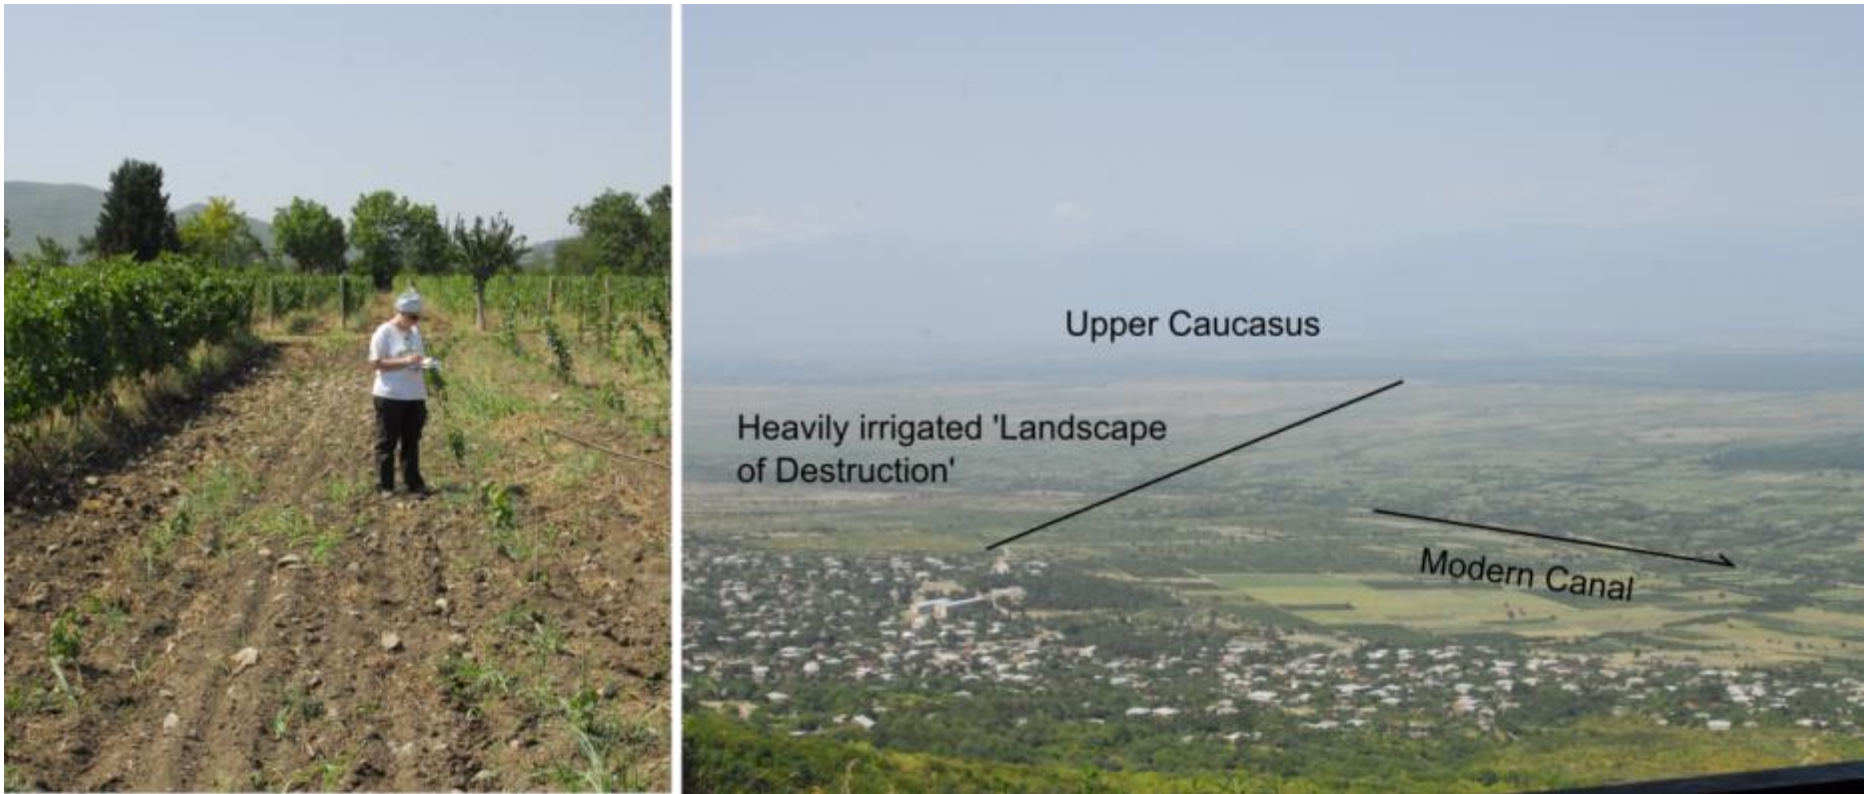 Upper Caucasus
Heavily irrigated 'Landscape
of Destruction'
Modern Canal